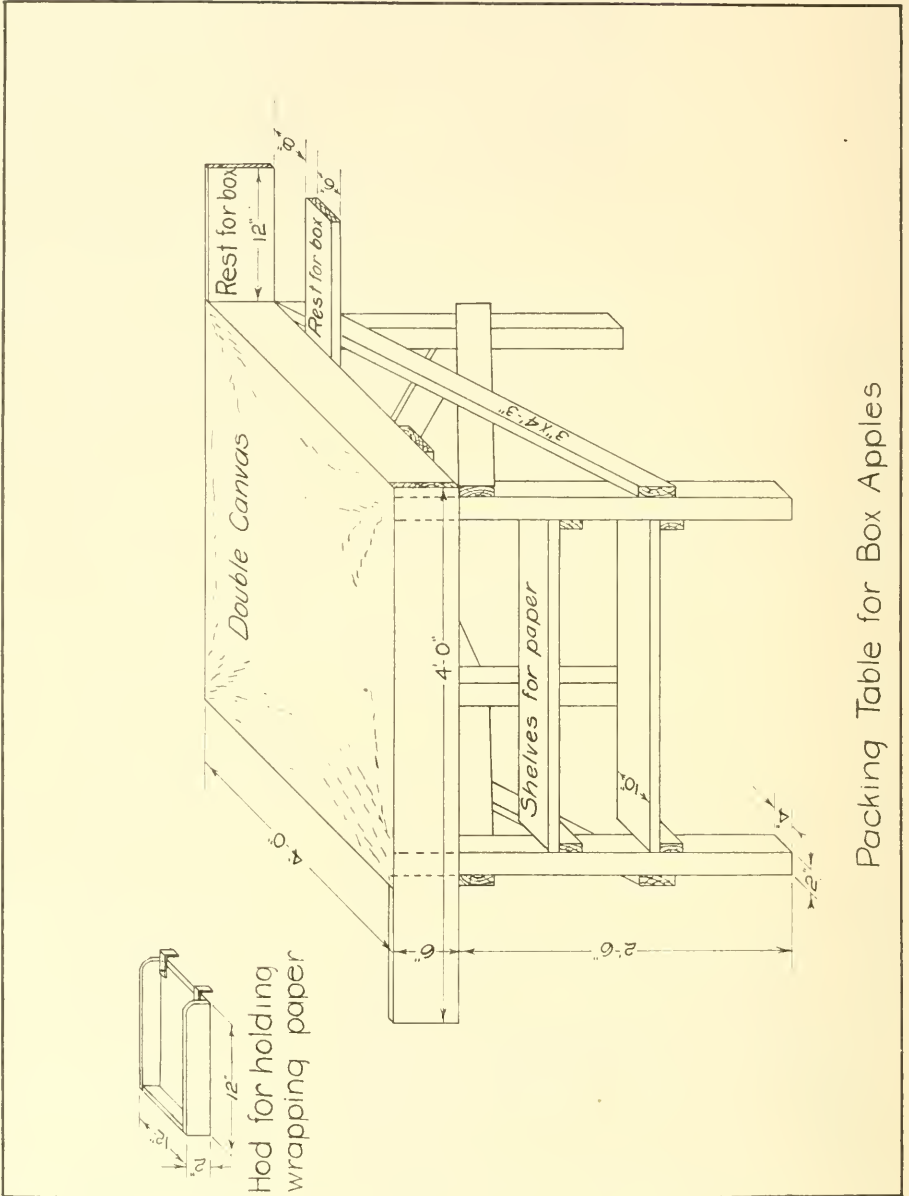 Rest for box
12"
8"
6"
Rest for box
Double Canvas
3"x4'-3"
4'-0"
4'-0"
Shelves for paper
10"
6"
2'-6"
4"
2"
12"
2"
12"
Hod for holding
wrapping paper
Packing Table for Box Apples